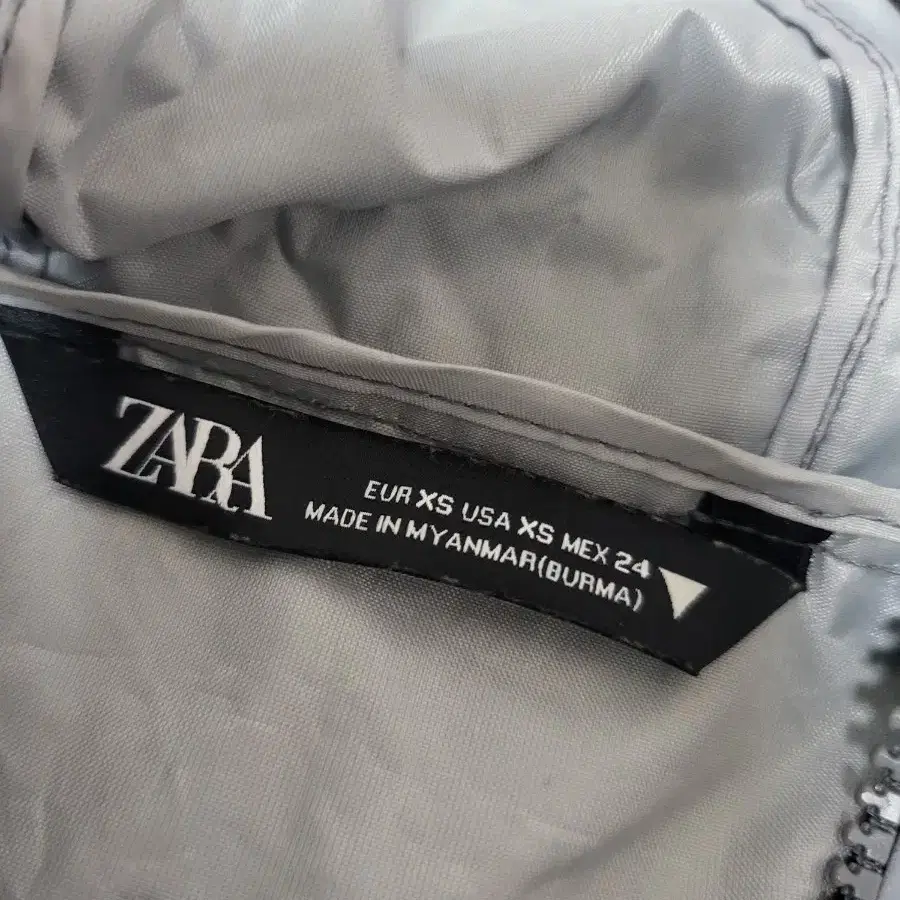 ZARA
EUR XS USA XS MEX 24
MADE IN MYANMAR(BURMA)